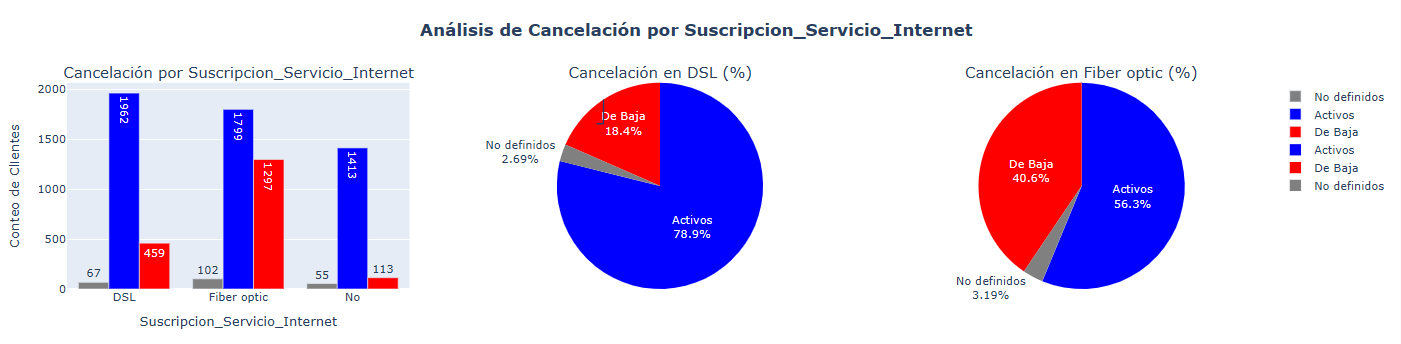 Análisis de Cancelación por Suscripcion_Servicio_Internet
Cancelación por Suscripcion_Servicio_Internet
Conteo de Clientes
2000
1500
1000
500
0
67
1962
459
102
1799
1297
55
1413
113
DSL
Fiber optic
No
Suscripcion_Servicio_Internet
Cancelación en DSL (%)
De Baja
18.4%
No definidos
2.69%
Activos
78.9%
Cancelación en Fiber optic (%)
De Baja
40.6%
Activos
56.3%
No definidos
3.19%
No definidos
Activos
De Baja
Activos
De Baja
No definidos